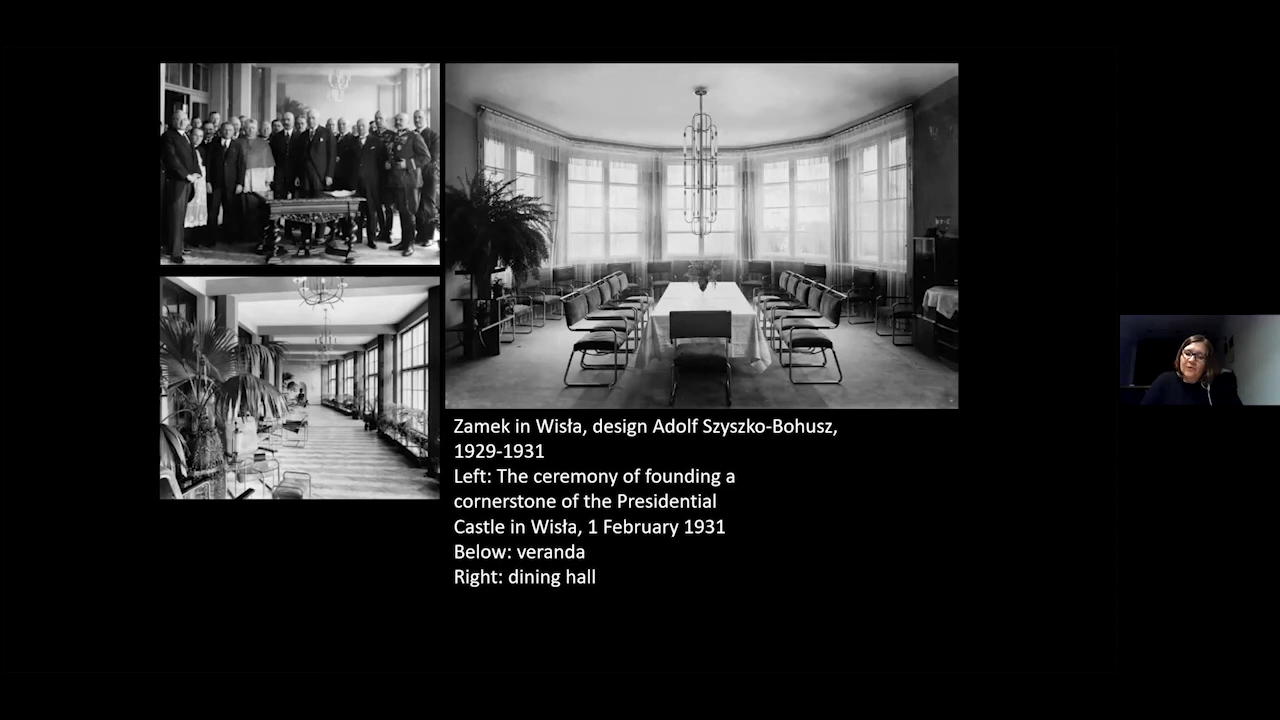 Zamek in Wisła, design Adolf Szyszko-Bohusz,
1929-1931
Left: The ceremony of founding a
cornerstone of the Presidential
Castle in Wisła, 1 February 1931
Below: veranda
Right: dining hall